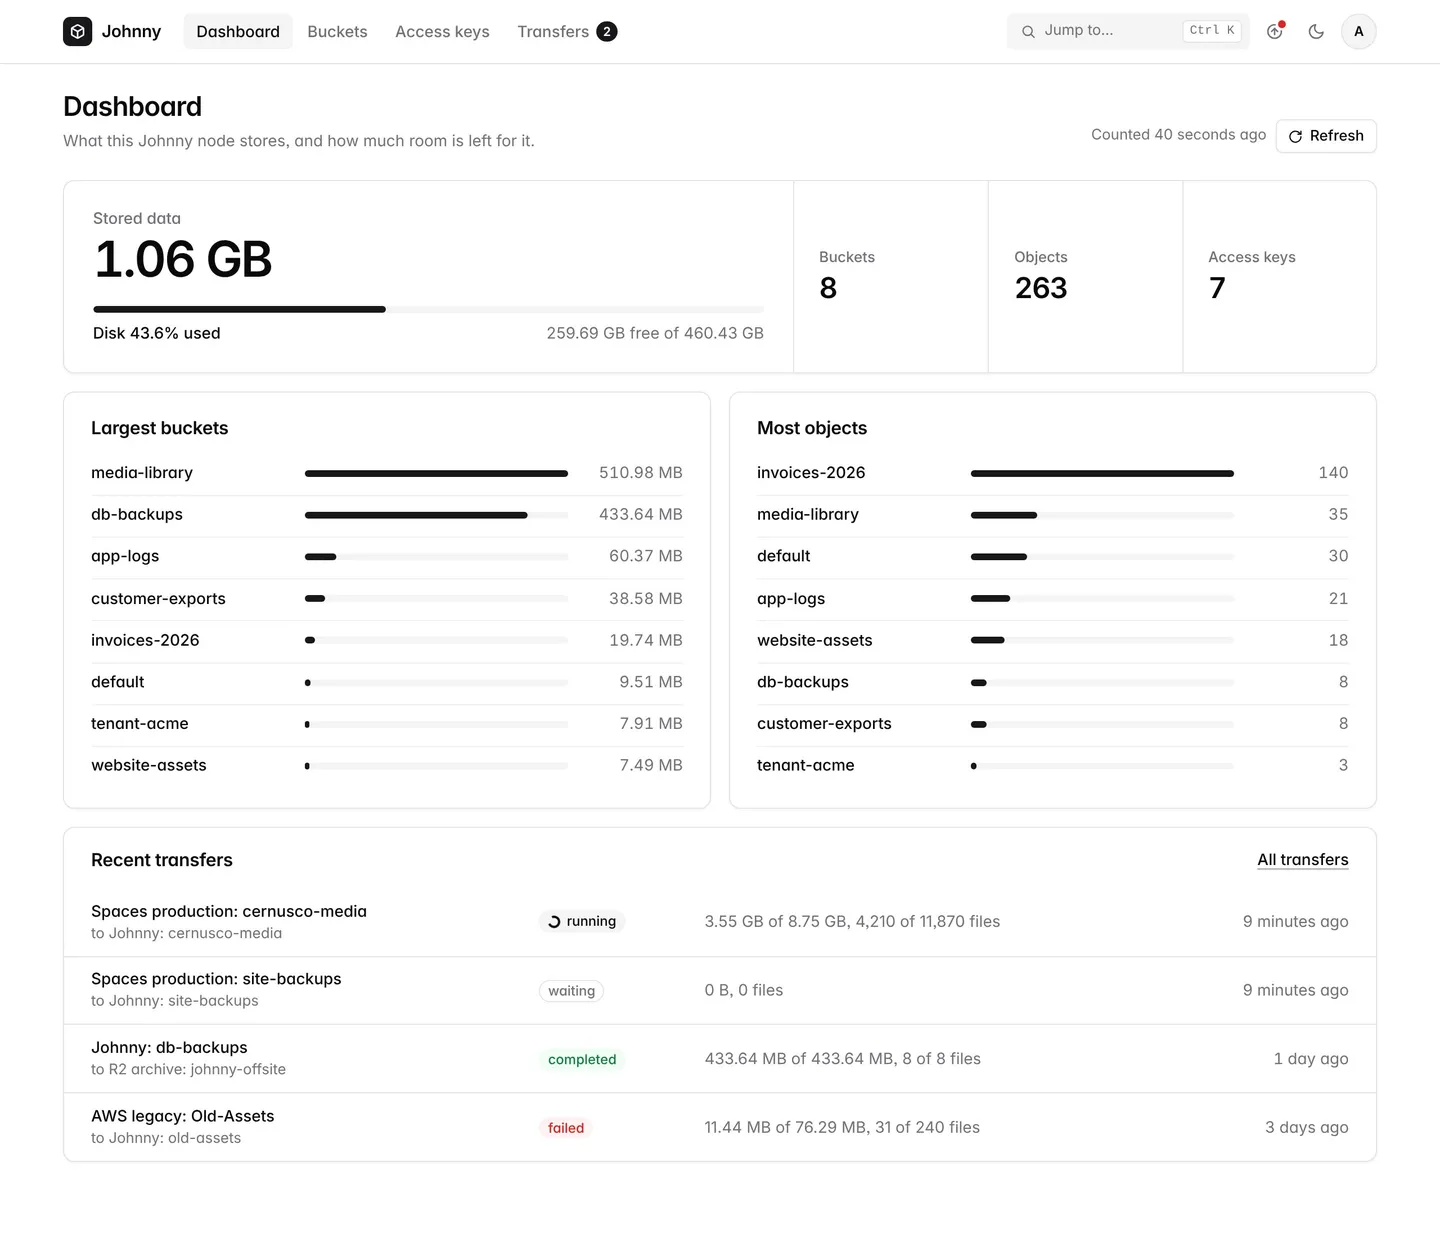 Johnny
Dashboard
Buckets
Access keys
Transfers 2
Jump to...
Ctrl K
A
Dashboard
What this Johnny node stores, and how much room is left for it.
Counted 40 seconds ago
Refresh
Stored data
1.06 GB
Disk 43.6% used
259.69 GB free of 460.43 GB
Buckets
8
Objects
263
Access keys
7
Largest buckets
media-library 510.98 MB
db-backups 433.64 MB
app-logs 60.37 MB
customer-exports 38.58 MB
invoices-2026 19.74 MB
default 9.51 MB
tenant-acme 7.91 MB
website-assets 7.49 MB
Most objects
invoices-2026 140
media-library 35
default 30
app-logs 21
website-assets 18
db-backups 8
customer-exports 8
tenant-acme 3
Recent transfers
All transfers
Spaces production: cernusco-media
to Johnny: cernusco-media
running
3.55 GB of 8.75 GB, 4,210 of 11,870 files
9 minutes ago
Spaces production: site-backups
to Johnny: site-backups
waiting
0 B, 0 files
9 minutes ago
Johnny: db-backups
to R2 archive: johnny-offsite
completed
433.64 MB of 433.64 MB, 8 of 8 files
1 day ago
AWS legacy: Old-Assets
to Johnny: old-assets
failed
11.44 MB of 76.29 MB, 31 of 240 files
3 days ago